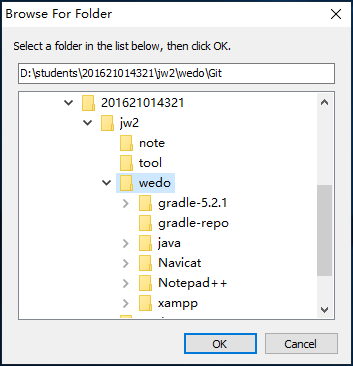 Browse For Folder
Select a folder in the list below, then click OK.
D:\students\201621014321\jw2\wedo\Git
201621014321
jw2
note
tool
wedo
gradle-5.2.1
gradle-repo
java
Navicat
Notepad++
xampp
OK
Cancel